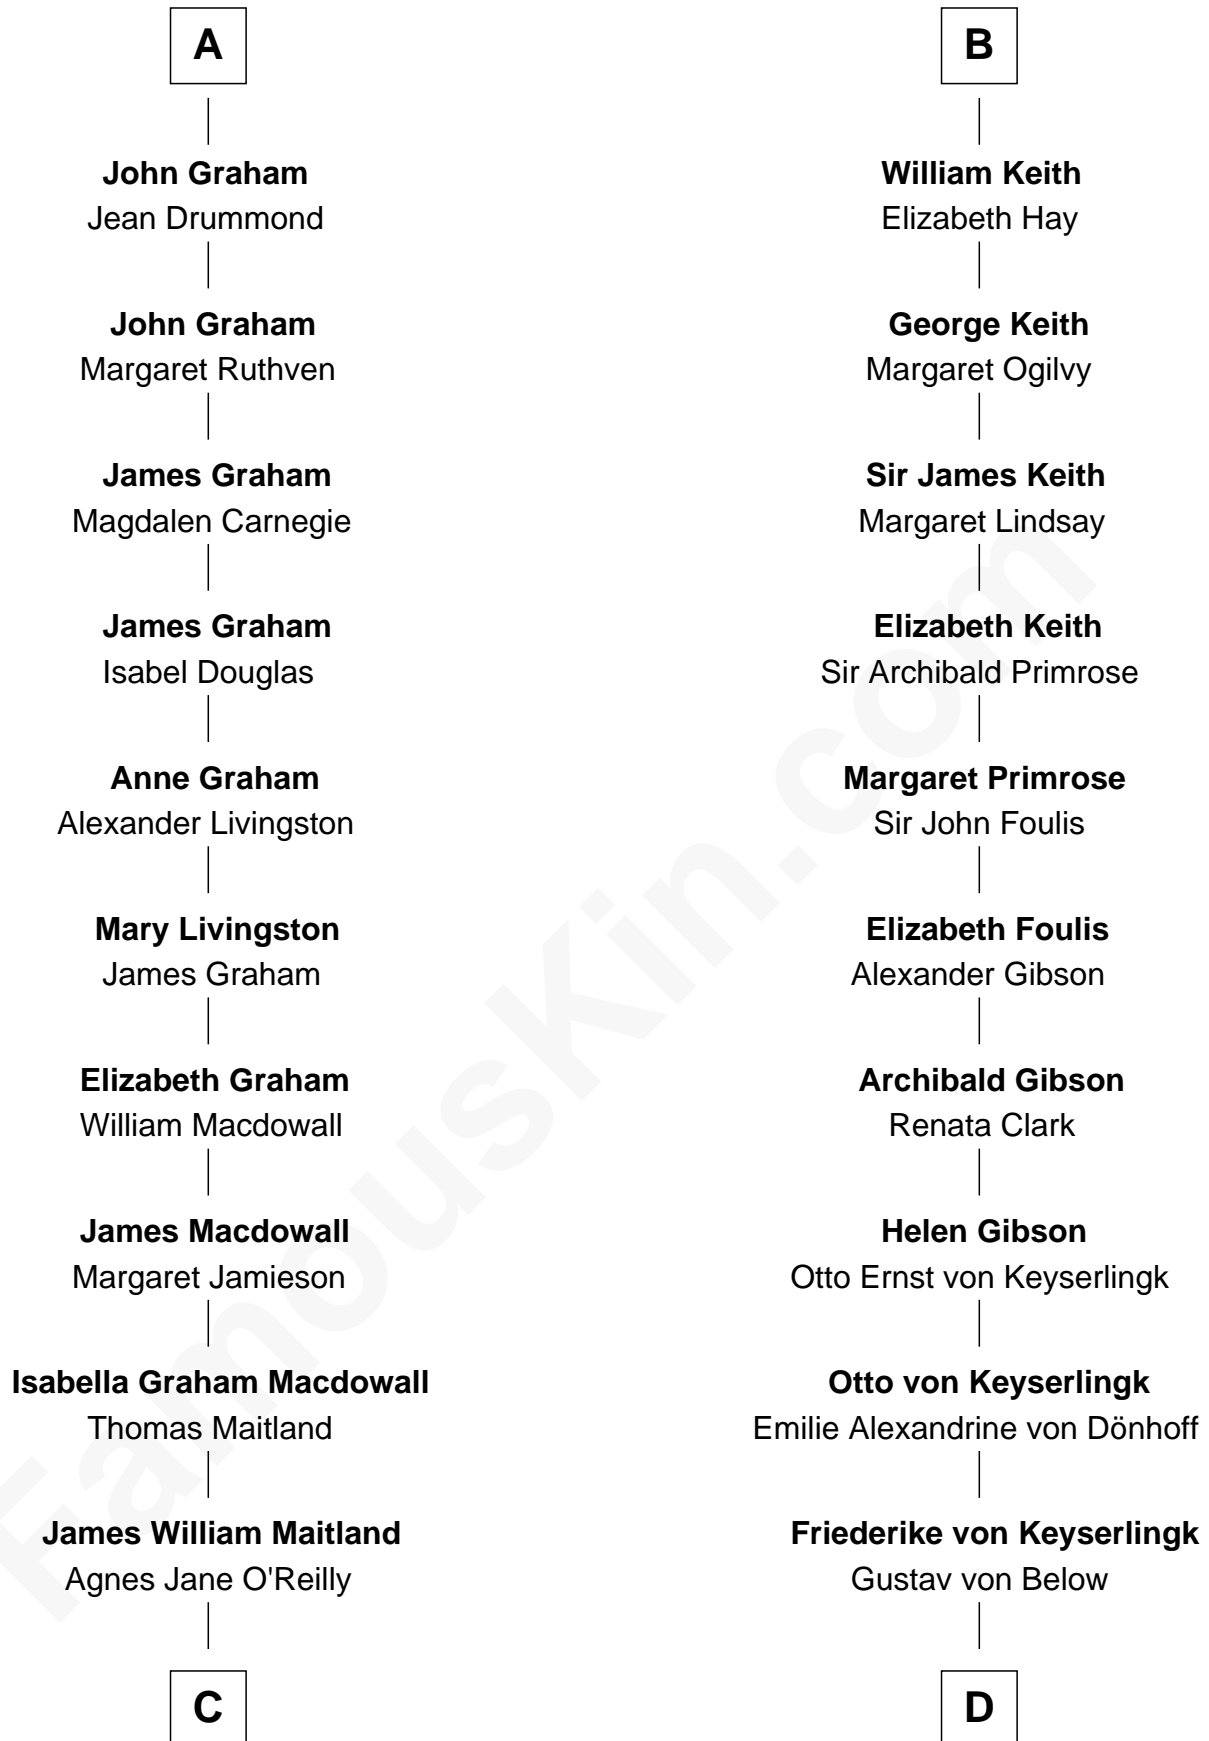 A
John Graham
Jean Drummond
John Graham
Margaret Ruthven
James Graham
Magdalen Carnegie
James Graham
Isabel Douglas
Anne Graham
Alexander Livingston
Mary Livingston
James Graham
Elizabeth Graham
William Macdowall
James Macdowall
Margaret Jamieson
Isabella Graham Macdowall
Thomas Maitland
James William Maitland
Agnes Jane O'Reilly
C
B
William Keith
Elizabeth Hay
George Keith
Margaret Ogilvy
Sir James Keith
Margaret Lindsay
Elizabeth Keith
Sir Archibald Primrose
Margaret Primrose
Sir John Foulis
Elizabeth Foulis
Alexander Gibson
Archibald Gibson
Renata Clark
Helen Gibson
Otto Ernst von Keyserlingk
Otto von Keyserlingk
Emilie Alexandrine von Dönhoff
Friederike von Keyserlingk
Gustav von Below
D
FamousKin.com